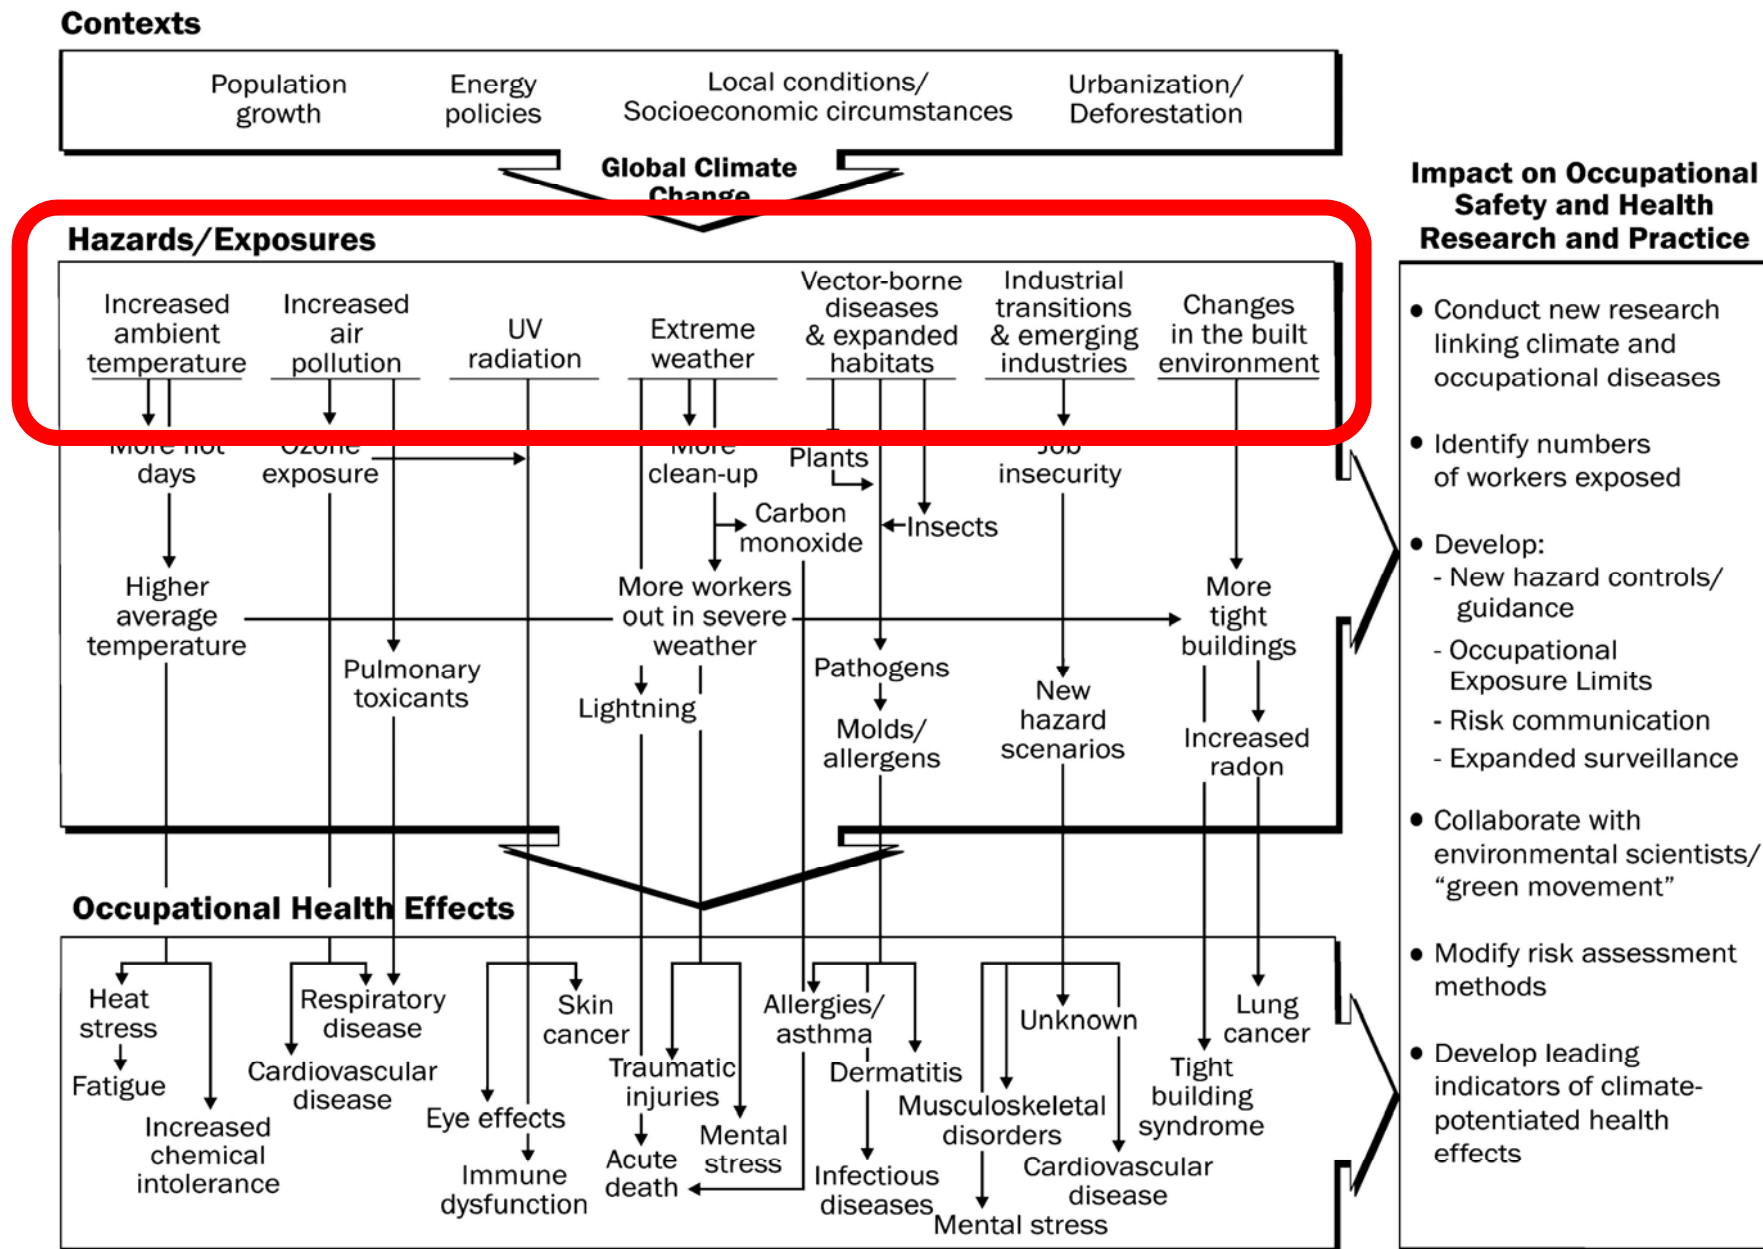 Contexts
Population
growth
Energy
policies
Local conditions/
Socioeconomic circumstances
Urbanization/
Deforestation
Global Climate
Change
Hazards/Exposures
Increased
ambient
temperature
Increased
air
pollution
UV
radiation
Extreme
weather
Vector-borne
diseases
& expanded
habitats
Industrial
transitions
& emerging
industries
Changes
in the built
environment
More hot
days
Ozone
exposure
More
clean-up
Plants
Job
insecurity
Carbon
monoxide
Insects
Higher
average
temperature
More workers
out in severe
weather
More
tight
buildings
Pulmonary
toxicants
Lightning
Pathogens
Molds/
allergens
New
hazard
scenarios
Increased
radon
Occupational Health Effects
Heat
stress
Fatigue
Increased
chemical
intolerance
Respiratory
disease
Cardiovascular
disease
Skin
cancer
Eye effects
Immune
dysfunction
Traumatic
injuries
Acute
death
Mental
stress
Allergies/
asthma
Dermatitis
Infectious
diseases
Unknown
Musculoskeletal
disorders
Cardiovascular
disease
Mental stress
Tight
building
syndrome
Lung
cancer
Impact on Occupational
Safety and Health
Research and Practice
• Conduct new research
linking climate and
occupational diseases
• Identify numbers
of workers exposed
• Develop:
- New hazard controls/
guidance
- Occupational
Exposure Limits
- Risk communication
- Expanded surveillance
• Collaborate with
environmental scientists/
“green movement”
• Modify risk assessment
methods
• Develop leading
indicators of climate-
potentiated health
effects